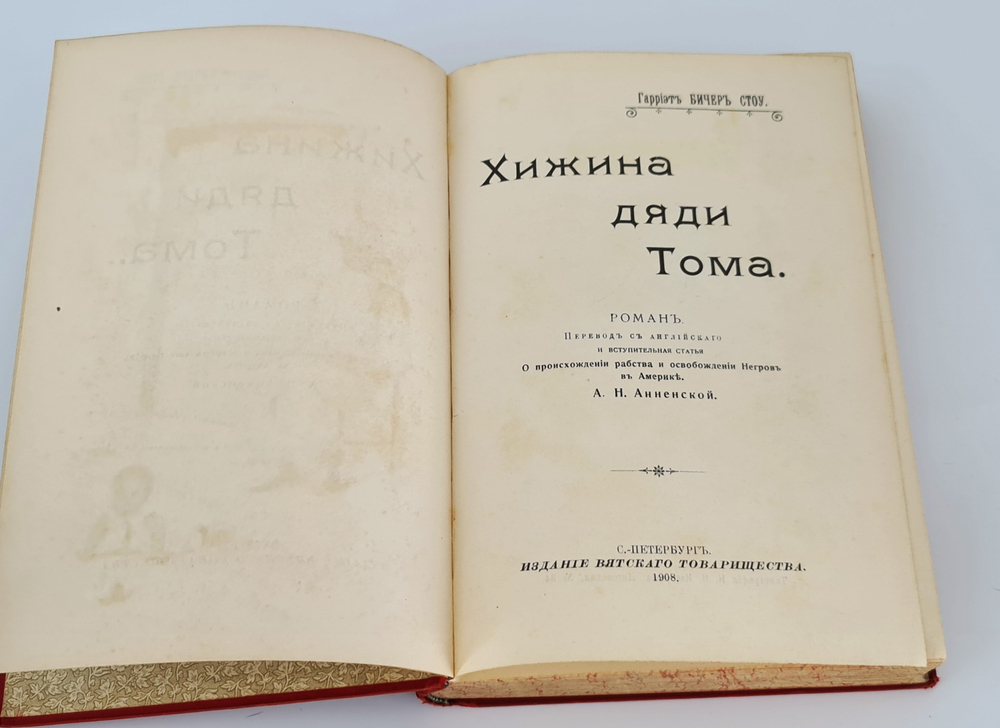 Гарріэтъ БИЧЕРЪ СТОУ.
Хижина
дяди
Тома.
РОМАНЪ.
Переводъ съ англійскаго
и вступительная статья
О происхожденіи рабства и освобожденіи Негровъ
въ Америкѣ.
А. Н. Анненской.
С.-ПЕТЕРБУРГЪ.
ИЗДАНІЕ ВЯТСКАГО ТОВАРИЩЕСТВА.
1908.